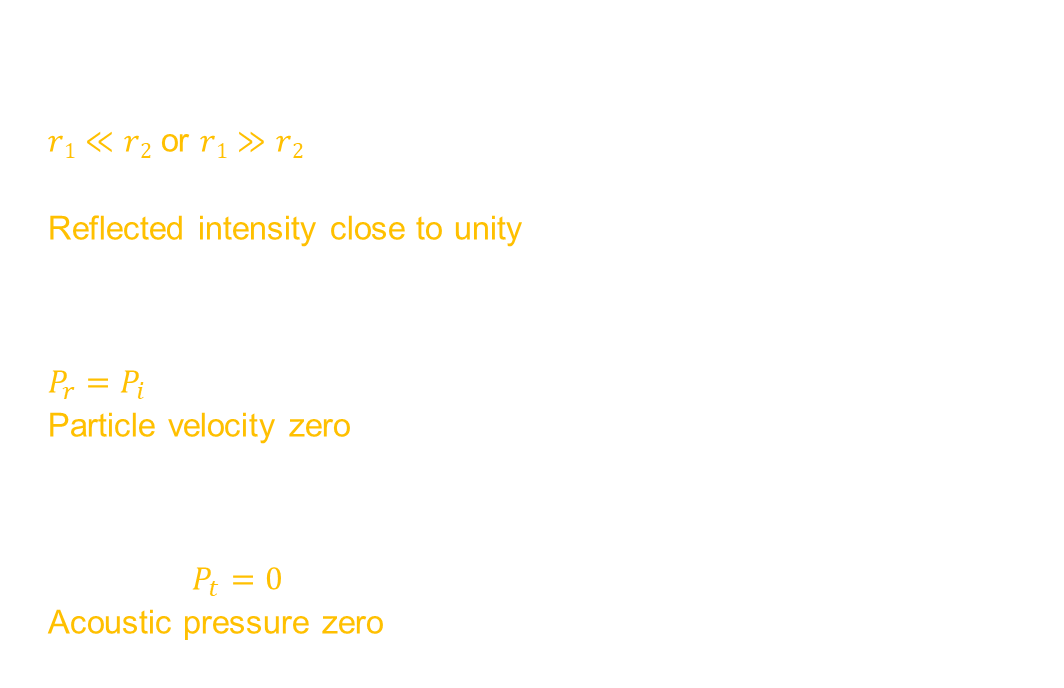 r₁ ≪ r₂ or r₁ ≫ r₂
Reflected intensity close to unity
Pᵣ = Pᵢ
Particle velocity zero
Pₜ = 0
Acoustic pressure zero